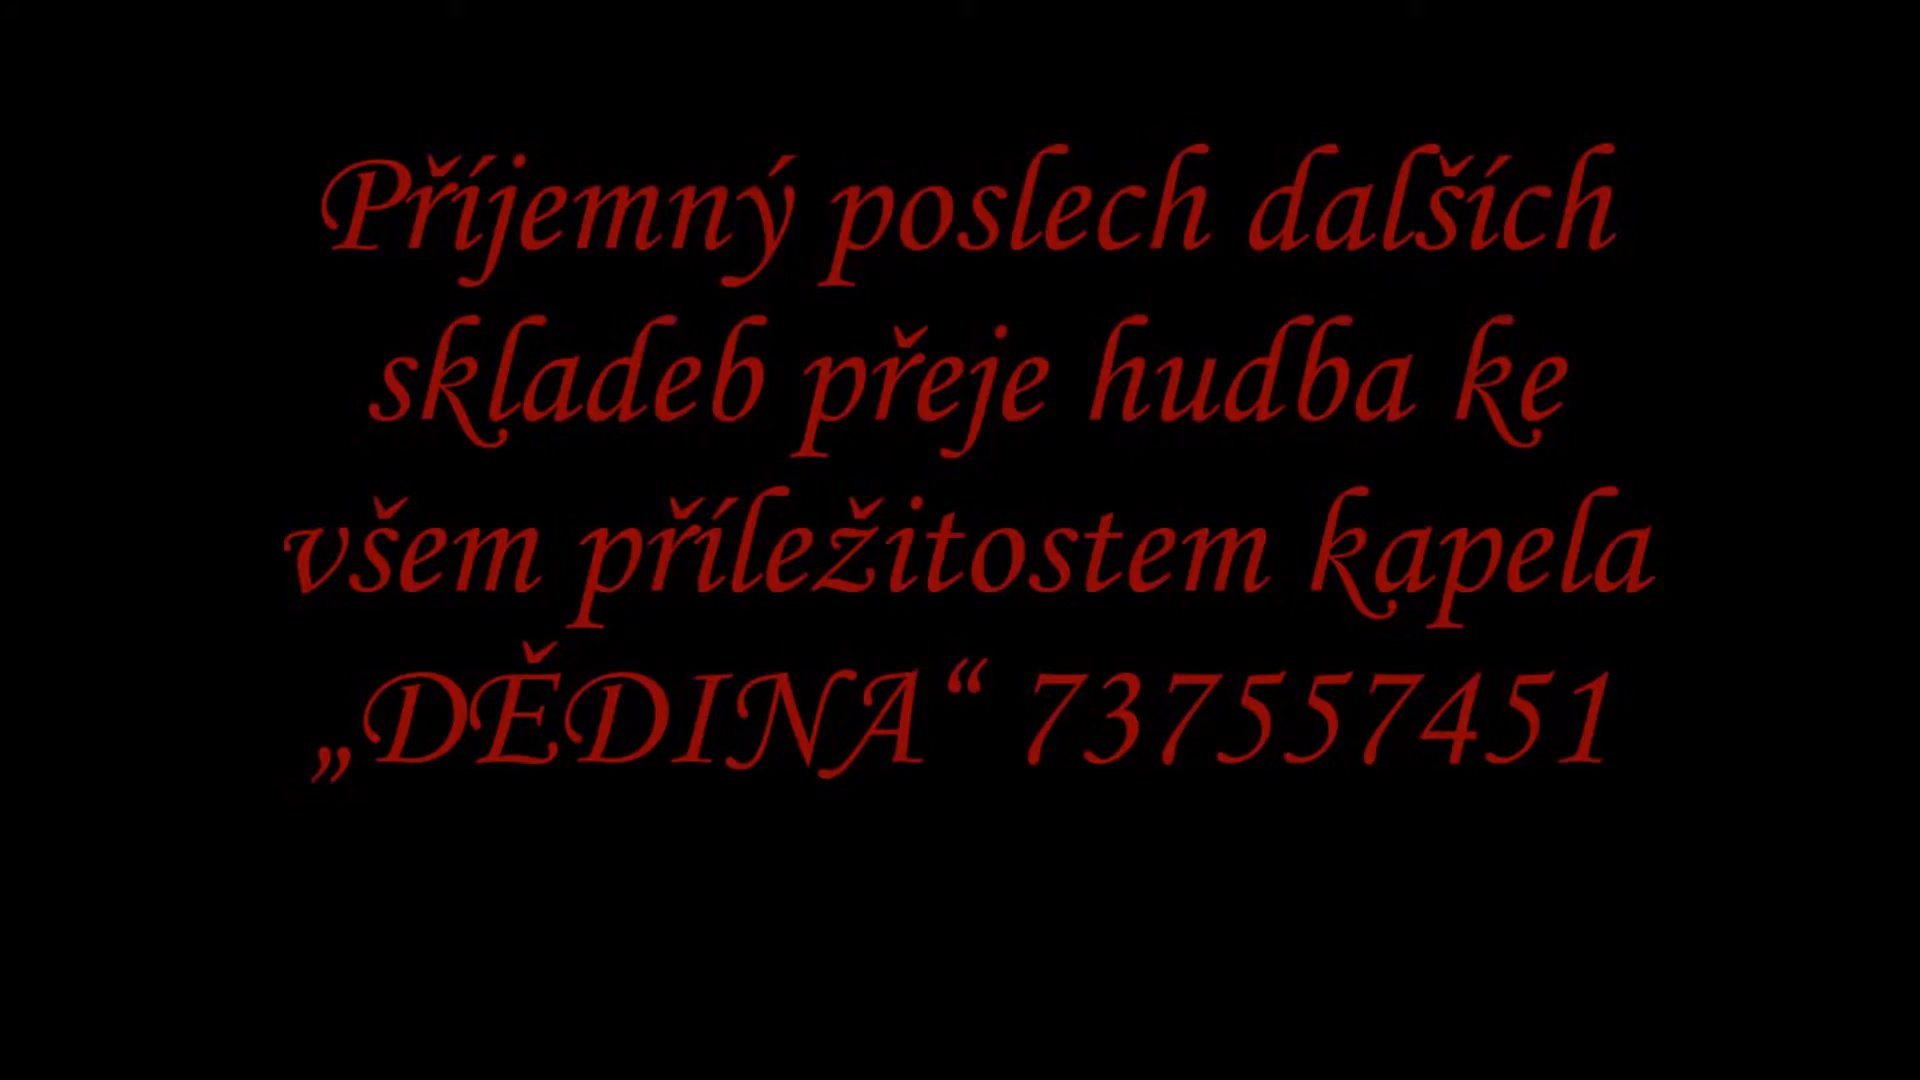 Příjemný poslech dalších
skladeb přeje hudba ke
všem příležitostem kapela
„DĚDINA“ 737557451